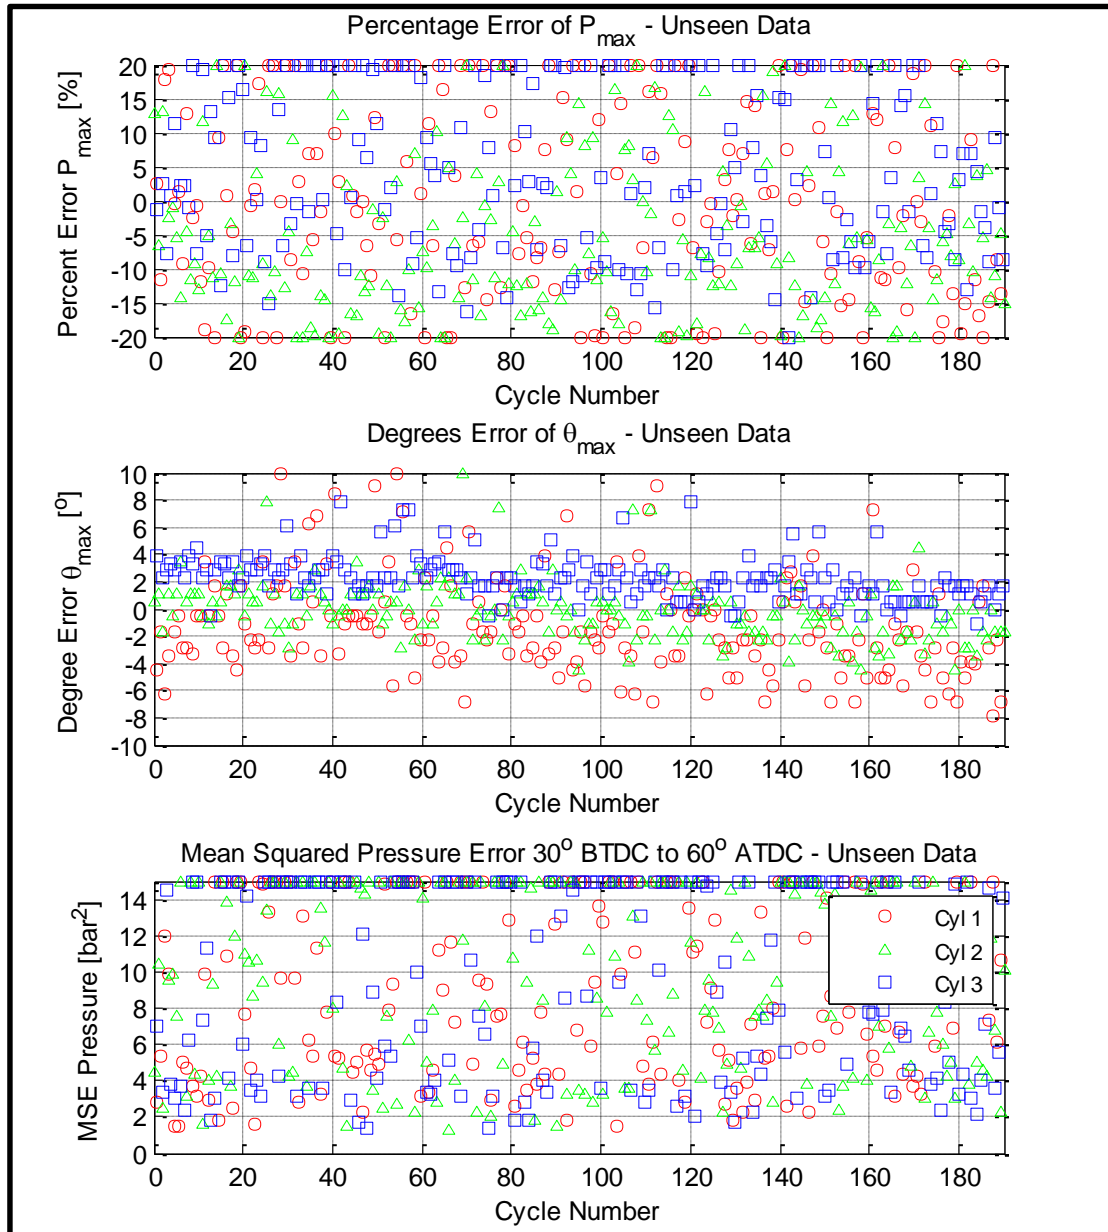 Percentage Error of P_max - Unseen Data
Percent Error P_max [%]
20
15
10
5
0
-5
-10
-15
-20
0 20 40 60 80 100 120 140 160 180
Cycle Number
Degrees Error of θ_max - Unseen Data
Degree Error θ_max [⁰]
10
8
6
4
2
0
-2
-4
-6
-8
-10
0 20 40 60 80 100 120 140 160 180
Cycle Number
Mean Squared Pressure Error 30° BTDC to 60° ATDC - Unseen Data
MSE Pressure [bar²]
14
12
10
8
6
4
2
0
Cyl 1
Cyl 2
Cyl 3
0 20 40 60 80 100 120 140 160 180
Cycle Number